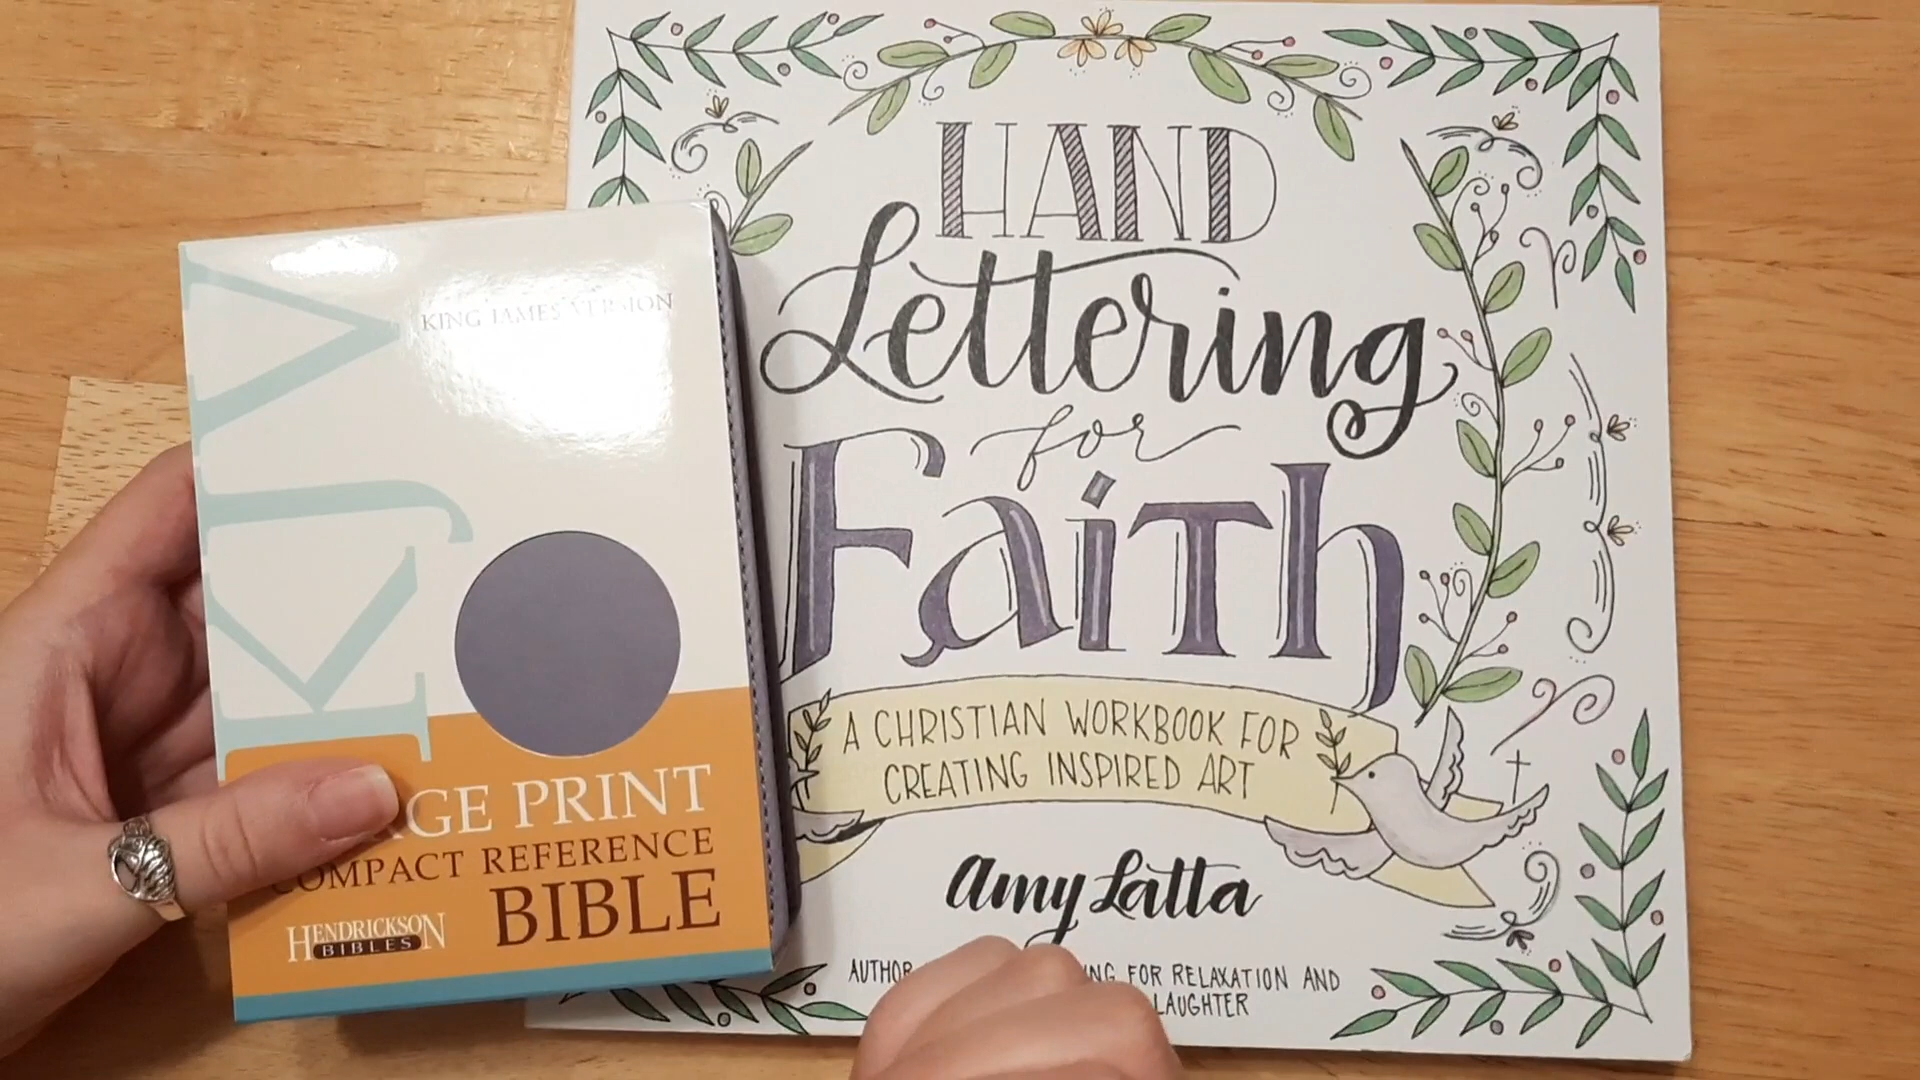 KJV
KING JAMES VERSION
GE PRINT
COMPACT REFERENCE
BIBLE
HENDRICKSON
BIBLES
HAND
Lettering
for
Faith
A CHRISTIAN WORKBOOK FOR
CREATING INSPIRED ART
Amy Latta
AUTHOR NG FOR RELAXATION AND
LAUGHTER